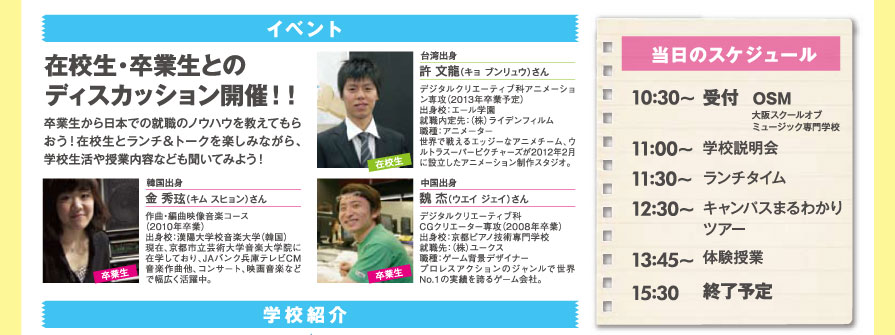 イベント
在校生・卒業生との
ディスカッション開催！！
卒業生から日本での就職のノウハウを教えてもら
おう！在校生とランチ＆トークを楽しみながら、
学校生活や授業内容なども聞いてみよう！
台湾出身
許 文龍（キョ ブンリュウ）さん
デジタルクリエーティブ科アニメーショ
ン専攻（2013年卒業予定）
出身校：エール学園
就職内定先：（株）ライデンフィルム
職種：アニメーター
世界で戦えるエッジーなアニメチーム、ウ
ルトラスーパーピクチャーズが2012年2月
に設立したアニメーション制作スタジオ。
在校生
韓国出身
金 秀玹（キム スヒョン）さん
作曲・編曲映像音楽コース
（2010年卒業）
出身校：漢陽大学校音楽大学（韓国）
現在、京都市立芸術大学音楽大学院に
在学しており、JAバンク兵庫テレビCM
音楽作曲他、コンサート、映画音楽など
で幅広く活躍中。
卒業生
中国出身
魏 杰（ウエイ ジェイ）さん
デジタルクリエーティブ科
CGクリエーター専攻（2008年卒業）
出身校：京都ピアノ技術専門学校
就職先：（株）ユークス
職種：ゲーム背景デザイナー
プロレスアクションのジャンルで世界
No.1の実績を誇るゲーム会社。
卒業生
学校紹介
当日のスケジュール
10:30〜 受付 OSM
大阪スクールオブ
ミュージック専門学校
11:00〜 学校説明会
11:30〜 ランチタイム
12:30〜 キャンパスまるわかり
ツアー
13:45〜 体験授業
15:30 終了予定